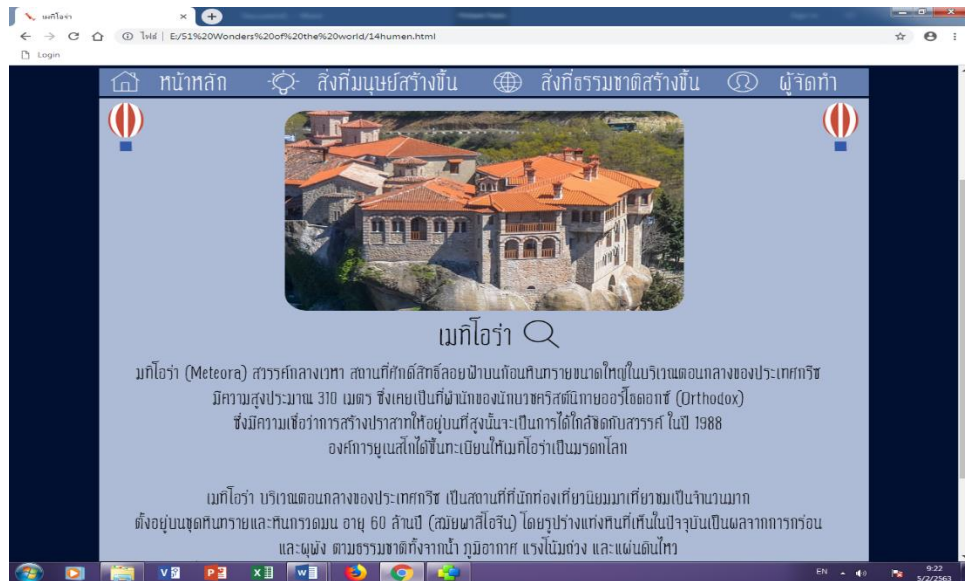 เมทิโอร่า
ไฟล์ | E:/51%20Wonders%20of%20the%20world/14humen.html
Login
หน้าหลัก สิ่งที่มนุษย์สร้างขึ้น สิ่งที่ธรรมชาติสร้างขึ้น ผู้จัดทำ
เมทิโอร่า
มทิโอร่า (Meteora) สวรรค์กลางเวหา สถานที่ศักดิ์สิทธิ์ลอยฟ้าบนก้อนหินทรายขนาดใหญ่ในบริเวณตอนกลางของประเทศกรีซ
มีความสูงประมาณ 310 เมตร ซึ่งเคยเป็นที่พำนักของนักบวชคริสต์นิกายออร์โธดอกซ์ (Orthodox)
ซึ่งมีความเชื่อว่าการสร้างปราสาทให้อยู่บนที่สูงนั้นจะเป็นการได้ใกล้ชิดกับสวรรค์ ในปี 1988
องค์การยูเนสโกได้ขึ้นทะเบียนให้เมทิโอร่าเป็นมรดกโลก
เมทิโอร่า บริเวณตอนกลางของประเทศกรีซ เป็นสถานที่ที่นักท่องเที่ยวนิยมมาเที่ยวชมเป็นจำนวนมาก
ตั้งอยู่บนชุดหินทรายและหินกรวดมน อายุ 60 ล้านปี (สมัยพาลีโอจีน) โดยรูปร่างแท่งหินที่เห็นในปัจจุบันเป็นผลจากการกร่อน
และผุพัง ตามธรรมชาติทั้งจากน้ำ ภูมิอากาศ แรงโน้มถ่วง และแผ่นดินไหว
EN 9:22
5/2/2563